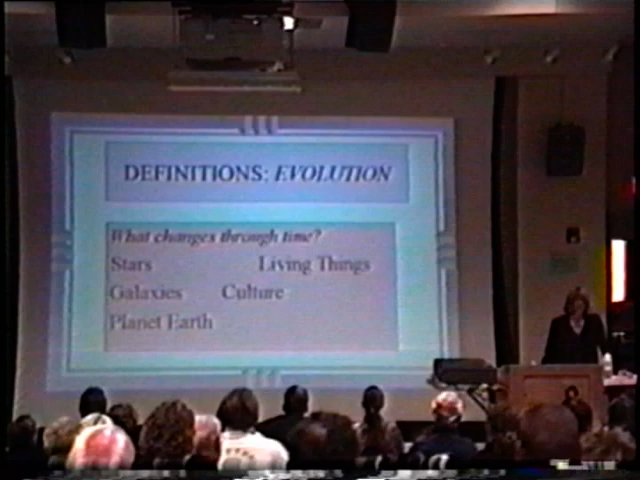 DEFINITIONS: EVOLUTION
What changes through time?
Stars Living Things
Galaxies Culture
Planet Earth